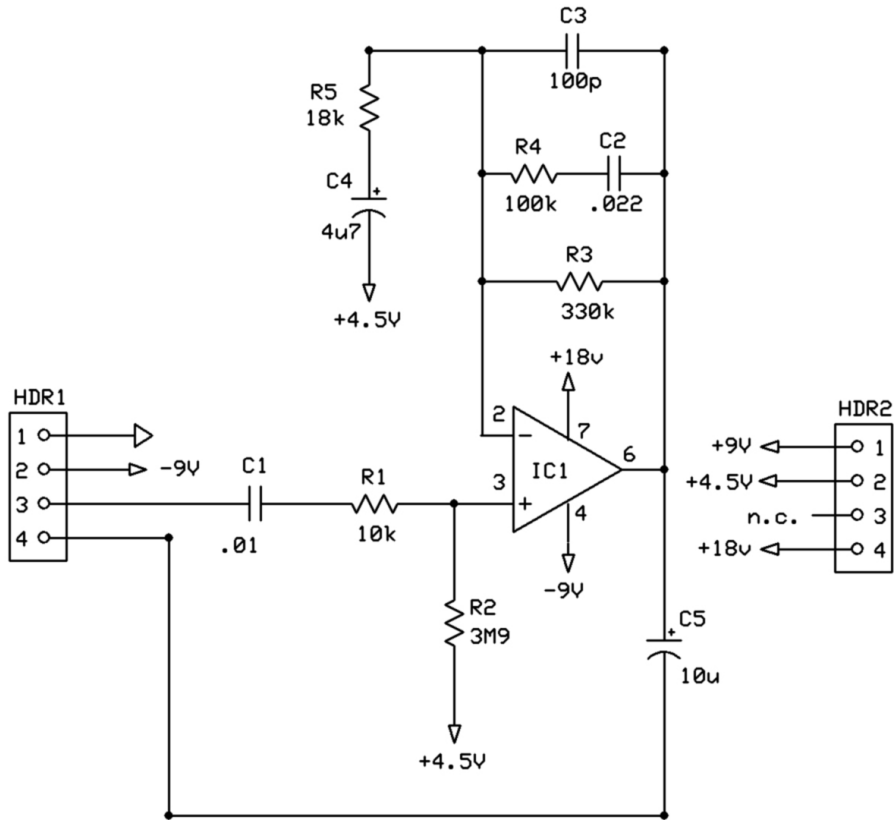 C3
100p
R5
18k
R4
C2
100k
.022
C4
+
4u7
R3
330k
+4.5V
+18v
HDR1
HDR2
1
2
-9V
3
4
C1
.01
R1
10k
2
-
7
IC1
6
3
+
4
-9V
+9V
1
+4.5V
2
n.c.
3
+18v
4
R2
3M9
C5
+
10u
+4.5V